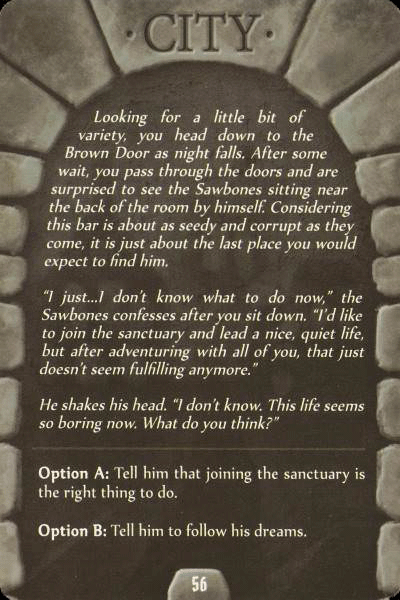 · CITY ·
Looking for a little bit of
variety, you head down to the
Brown Door as night falls. After some
wait, you pass through the doors and are
surprised to see the Sawbones sitting near
the back of the room by himself. Considering
this bar is about as seedy and corrupt as they
come, it is just about the last place you would
expect to find him.
“I just...I don’t know what to do now,” the
Sawbones confesses after you sit down. “I’d like
to join the sanctuary and lead a nice, quiet life,
but after adventuring with all of you, that just
doesn’t seem fulfilling anymore.”
He shakes his head. “I don’t know. This life seems
so boring now. What do you think?”
Option A: Tell him that joining the sanctuary is
the right thing to do.
Option B: Tell him to follow his dreams.
56